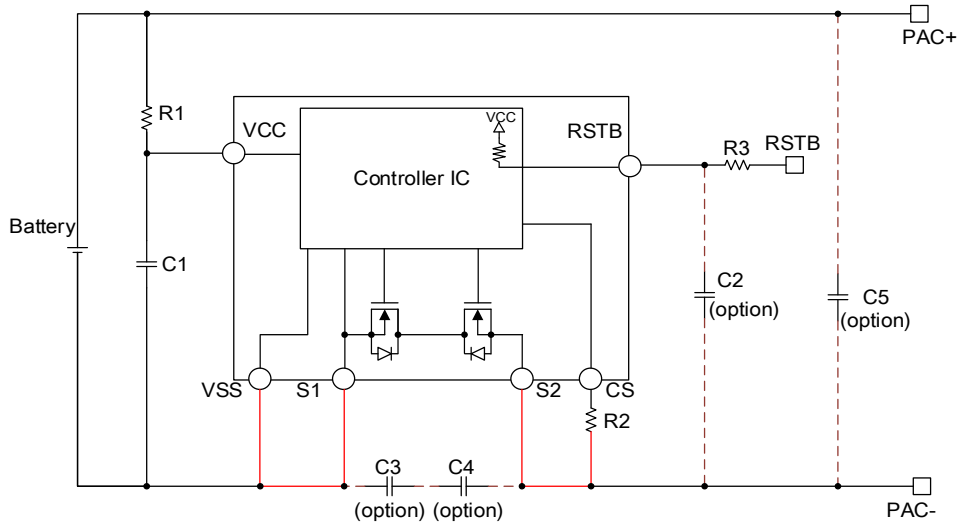 PAC+
R1
VCC
VCC
RSTB
R3
RSTB
Controller IC
Battery
C1
C2
(option)
C5
(option)
VSS
S1
S2
CS
R2
C3
(option)
C4
(option)
PAC-